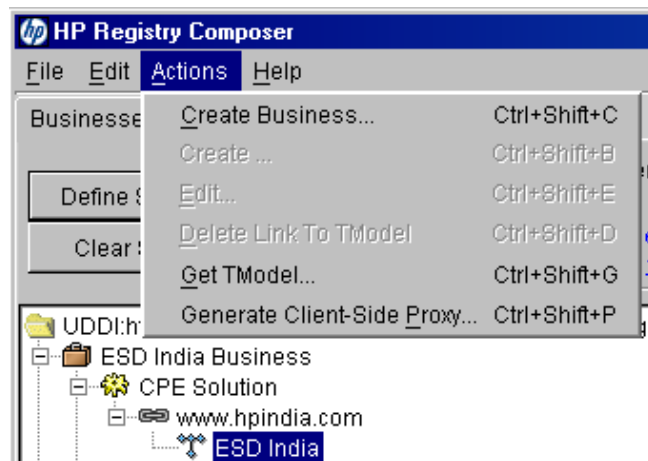 hp HP Registry Composer
File Edit Actions Help
Businesse
Create Business... Ctrl+Shift+C
Create ... Ctrl+Shift+B
Define S
Edit... Ctrl+Shift+E
Delete Link To TModel Ctrl+Shift+D
Clear S
Get TModel... Ctrl+Shift+G
Generate Client-Side Proxy... Ctrl+Shift+P
UDDI:h
ESD India Business
CPE Solution
www.hpindia.com
ESD India